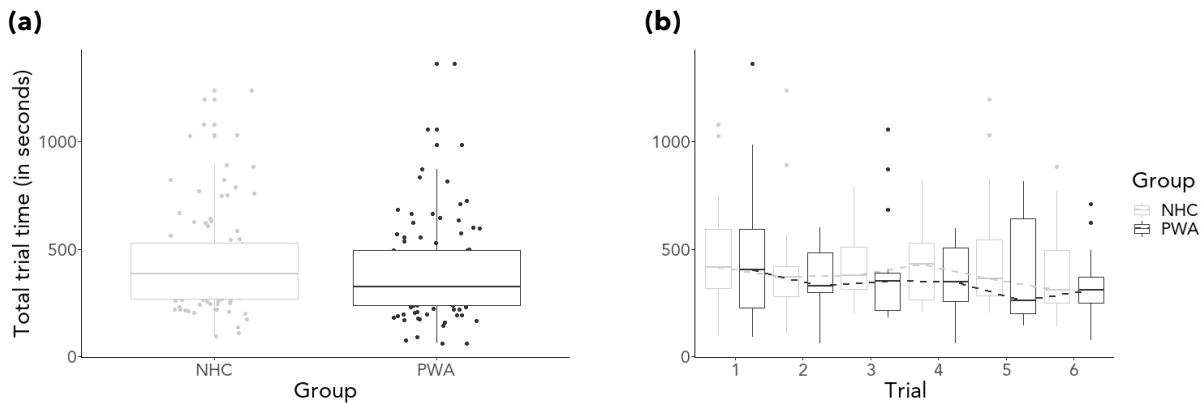 (a)
Total trial time (in seconds)
1000
500
0
NHC PWA
Group
(b)
1000
500
0
1 2 3 4 5 6
Trial
Group
NHC
PWA